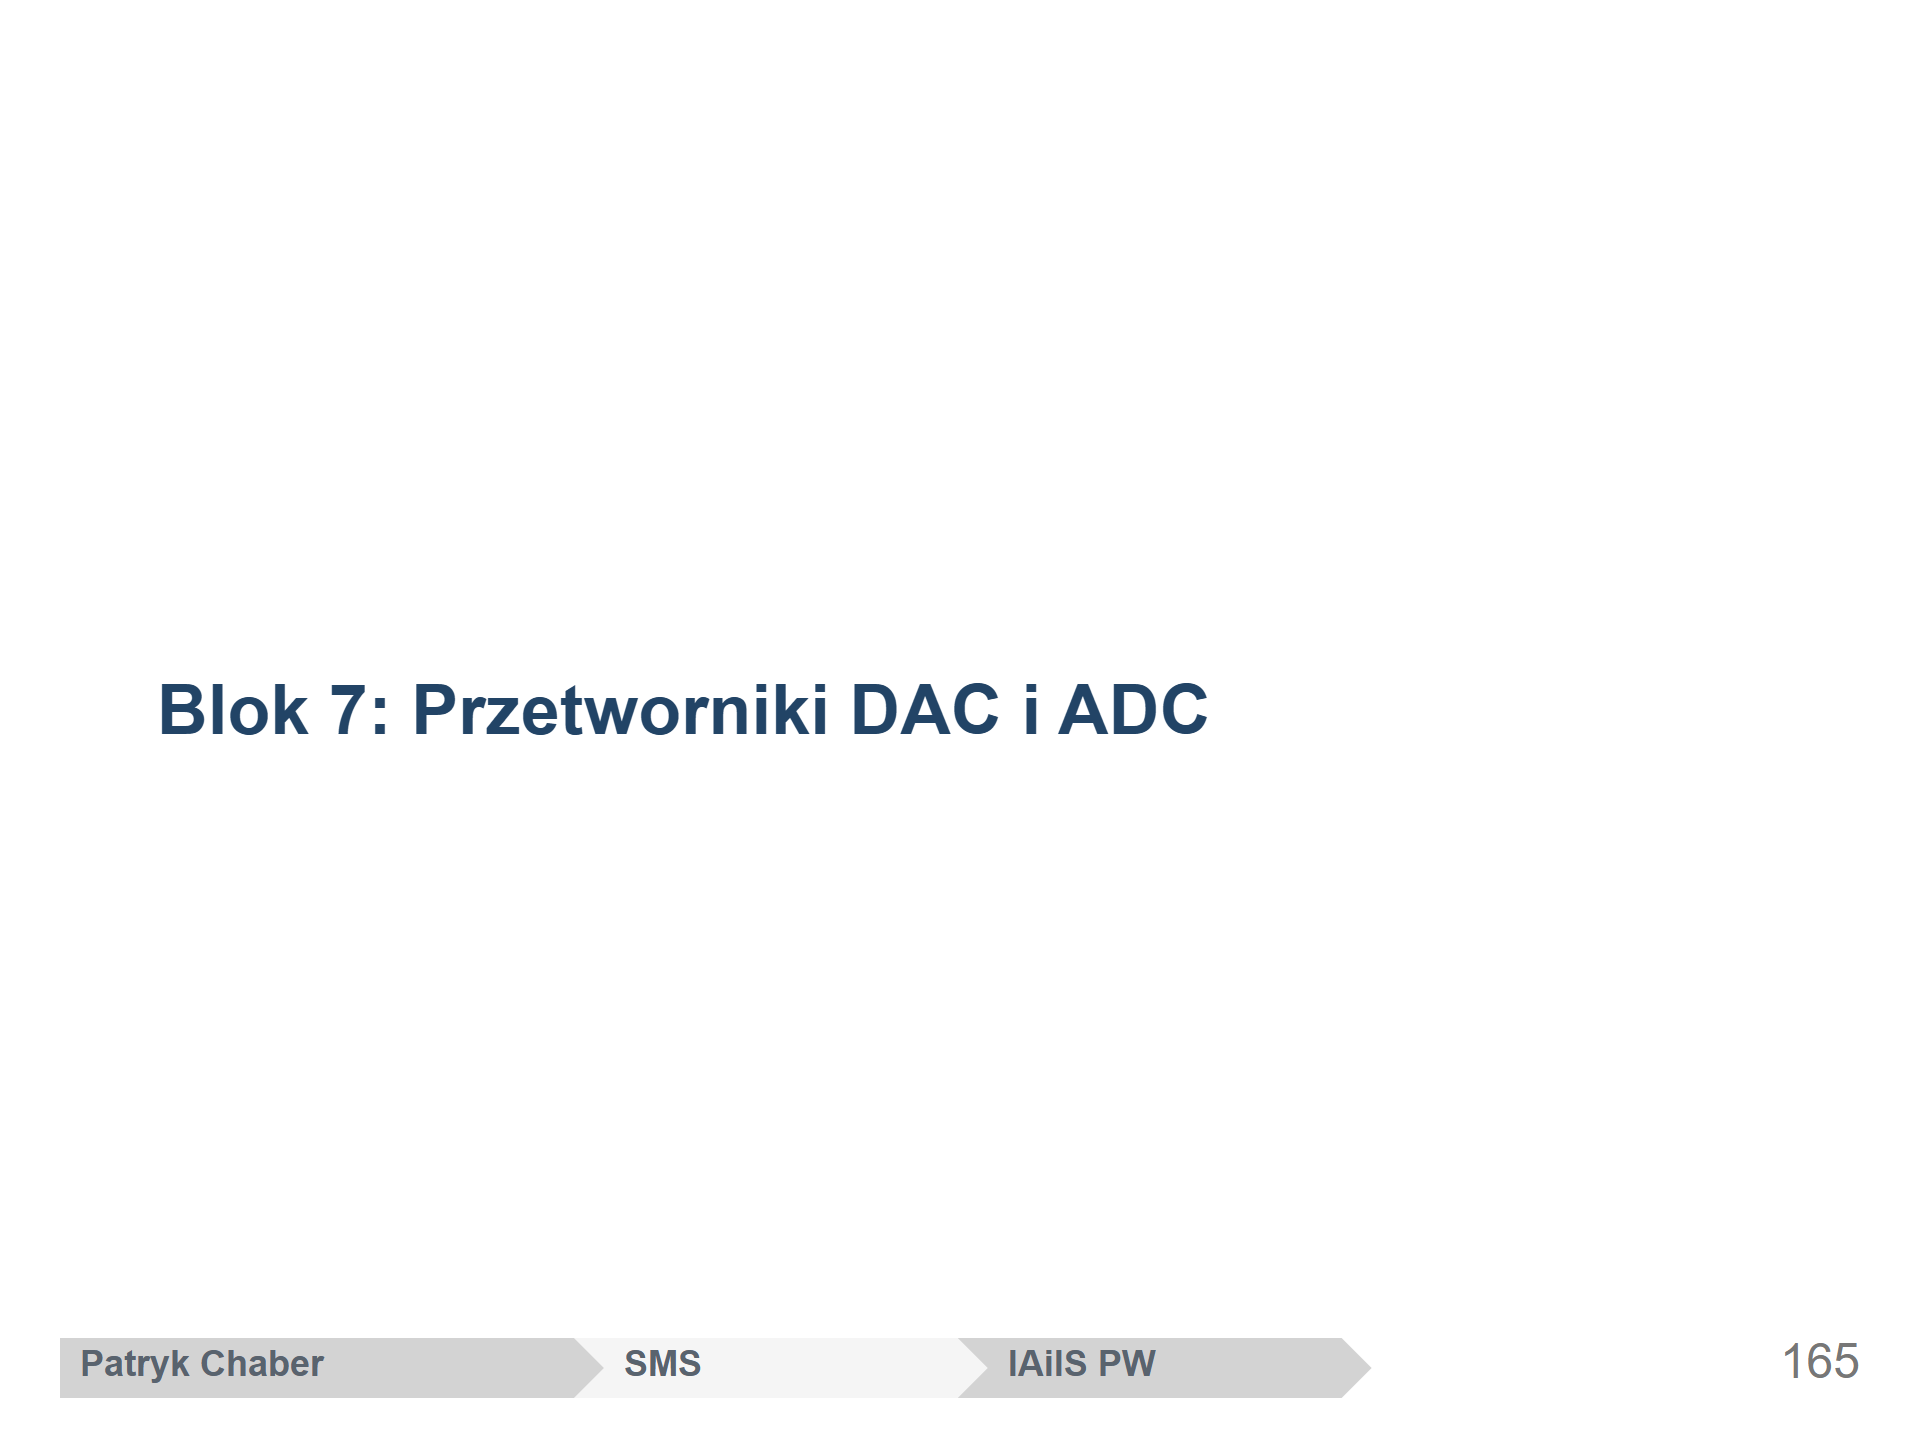 Blok 7: Przetworniki DAC i ADC
Patryk Chaber
SMS
IAiIS PW
165